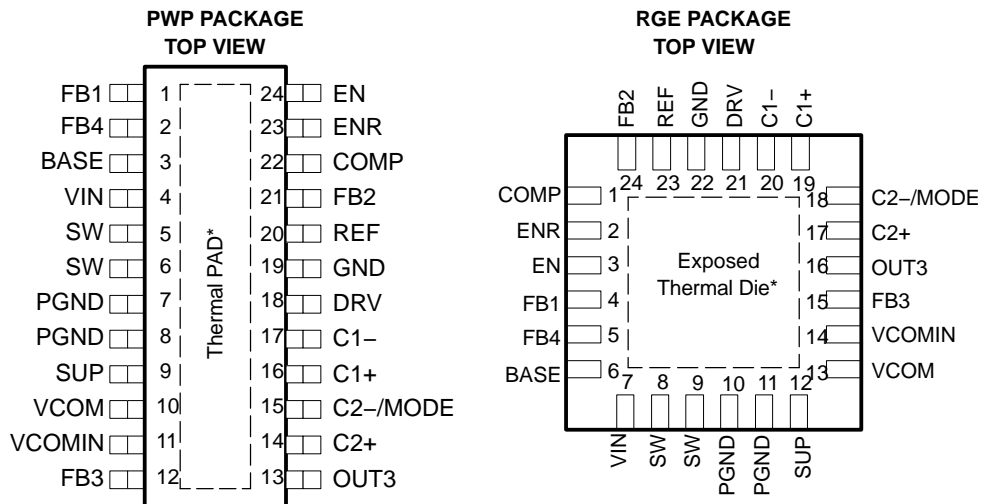 PWP PACKAGE
TOP VIEW
FB1 1
FB4 2
BASE 3
VIN 4
SW 5
SW 6
PGND 7
PGND 8
SUP 9
VCOM 10
VCOMIN 11
FB3 12
Thermal PAD*
24 EN
23 ENR
22 COMP
21 FB2
20 REF
19 GND
18 DRV
17 C1−
16 C1+
15 C2−/MODE
14 C2+
13 OUT3
RGE PACKAGE
TOP VIEW
FB2 REF GND DRV C1− C1+
24 23 22 21 20 19
COMP 1
ENR 2
EN 3
FB1 4
FB4 5
BASE 6
Exposed
Thermal Die*
18 C2−/MODE
17 C2+
16 OUT3
15 FB3
14 VCOMIN
13 VCOM
7 8 9 10 11 12
VIN SW SW PGND PGND SUP